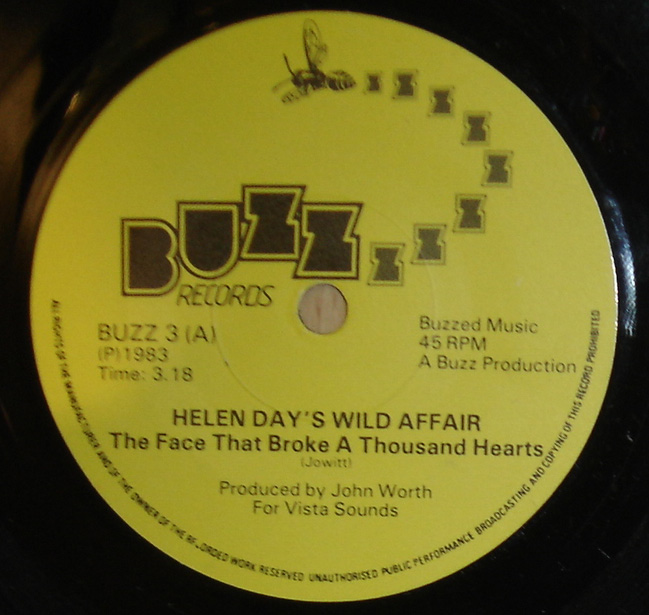 Z Z Z Z Z Z Z Z
BUZZ
RECORDS
BUZZ 3 (A)
(P)1983
Time: 3.18
Buzzed Music
45 RPM
A Buzz Production
HELEN DAY'S WILD AFFAIR
The Face That Broke A Thousand Hearts
(Jowitt)
Produced by John Worth
For Vista Sounds
ALL RIGHTS OF THE MANUFACTURER AND OF THE OWNER OF THE RECORDED WORK RESERVED UNAUTHORISED PUBLIC PERFORMANCE BROADCASTING AND COPYING OF THIS RECORD PROHIBITED